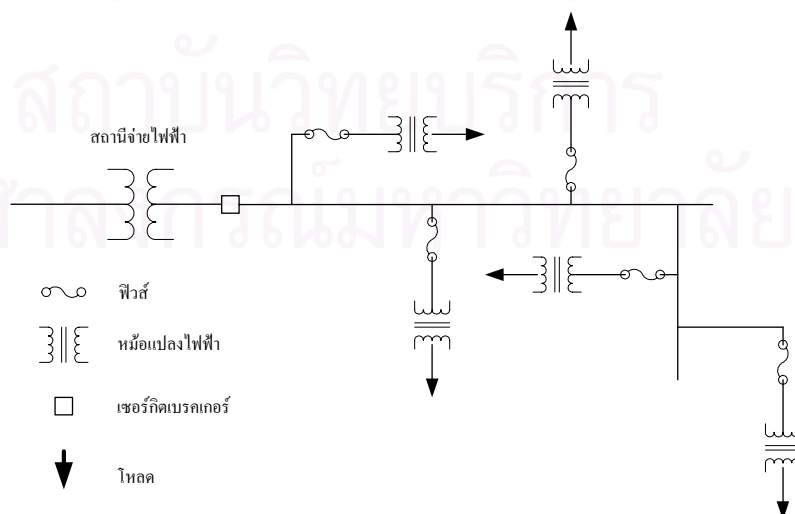 สถาบันวิทยบริการ
จุฬาลงกรณ์มหาวิทยาลัย
สถานีจ่ายไฟฟ้า
ฟิวส์
หม้อแปลงไฟฟ้า
เซอร์กิตเบรคเกอร์
โหลด